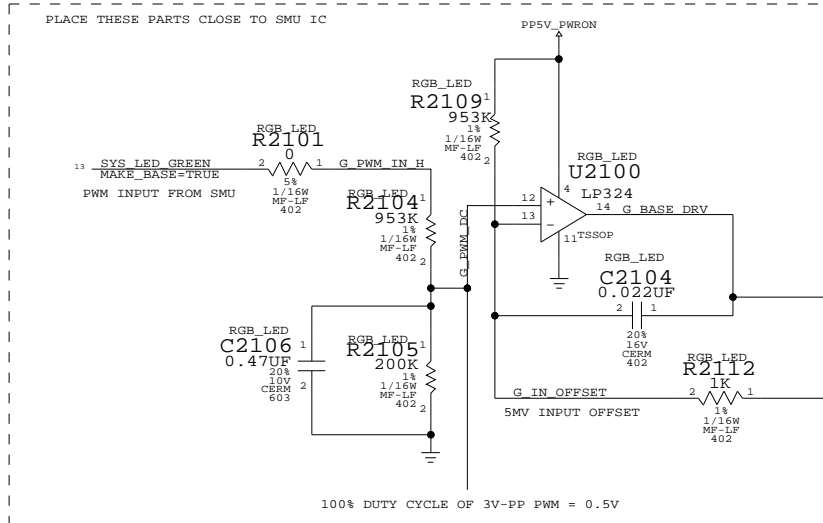 PLACE THESE PARTS CLOSE TO SMU IC
PP5V_PWRON
RGB_LED
R2109
1
953K
1%
1/16W
MF-LF
402
2
RGB_LED
R2101
0
13
SYS_LED_GREEN
2
1
G_PWM_IN_H
MAKE_BASE=TRUE
5%
1/16W
MF-LF
402
PWM INPUT FROM SMU
RGB_LED
U2100
4
LP324
12
+
14
G_BASE_DRV
13
-
11
TSSOP
RGB_LED
R2104
1
953K
1%
1/16W
MF-LF
402
2
G_PWM_DC
RGB_LED
C2104
0.022UF
2
1
20%
16V
CERM
402
RGB_LED
C2106
1
0.47UF
20%
10V
CERM
603
2
RGB_LED
R2105
1
200K
1%
1/16W
MF-LF
402
2
RGB_LED
R2112
1K
G_IN_OFFSET
2
1
5MV INPUT OFFSET
1%
1/16W
MF-LF
402
100% DUTY CYCLE OF 3V-PP PWM = 0.5V